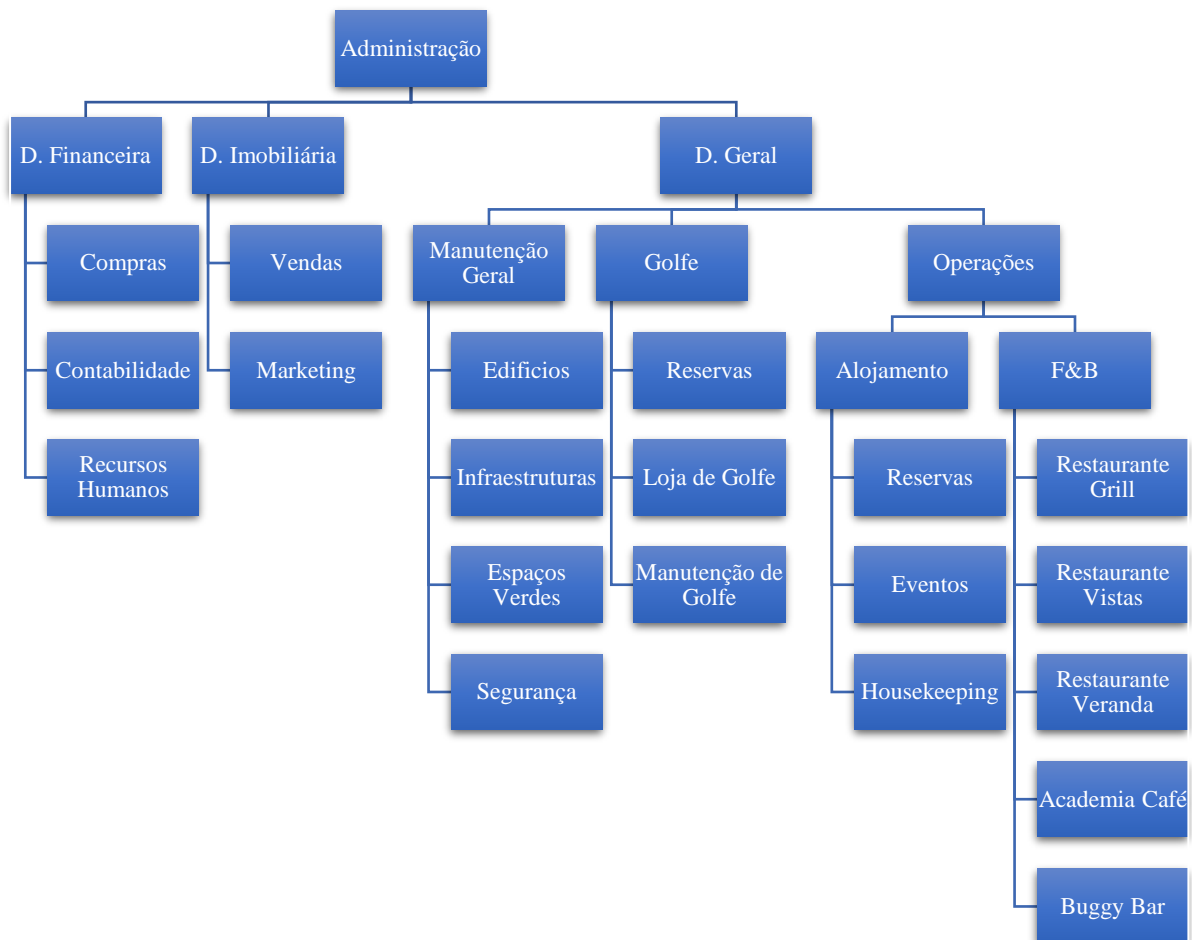 Administração
D. Financeira
D. Imobiliária
D. Geral
Compras
Vendas
Manutenção
Geral
Golfe
Operações
Contabilidade
Marketing
Edificios
Reservas
Alojamento
F&B
Recursos
Humanos
Infraestruturas
Loja de Golfe
Reservas
Restaurante
Grill
Espaços
Verdes
Manutenção de
Golfe
Eventos
Restaurante
Vistas
Segurança
Housekeeping
Restaurante
Veranda
Academia Café
Buggy Bar